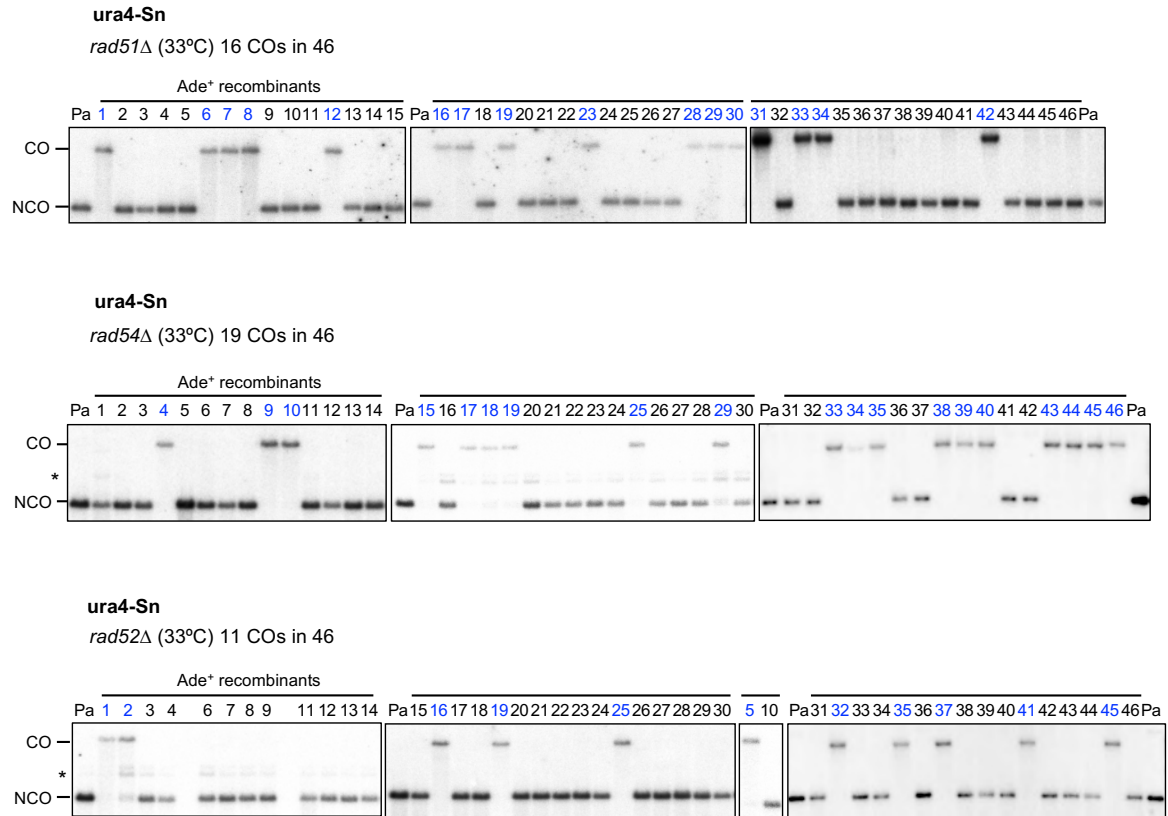 ura4-Sn
rad51Δ (33ºC) 16 COs in 46
Ade⁺ recombinants
Pa 1 2 3 4 5 6 7 8 9 10 11 12 13 14 15 Pa 16 17 18 19 20 21 22 23 24 25 26 27 28 29 30 31 32 33 34 35 36 37 38 39 40 41 42 43 44 45 46 Pa
CO
NCO
ura4-Sn
rad54Δ (33ºC) 19 COs in 46
Ade⁺ recombinants
Pa 1 2 3 4 5 6 7 8 9 10 11 12 13 14 Pa 15 16 17 18 19 20 21 22 23 24 25 26 27 28 29 30 Pa 31 32 33 34 35 36 37 38 39 40 41 42 43 44 45 46 Pa
CO
*
NCO
ura4-Sn
rad52Δ (33ºC) 11 COs in 46
Ade⁺ recombinants
Pa 1 2 3 4 6 7 8 9 11 12 13 14 Pa 15 16 17 18 19 20 21 22 23 24 25 26 27 28 29 30 5 10 Pa 31 32 33 34 35 36 37 38 39 40 41 42 43 44 45 46 Pa
CO
*
NCO